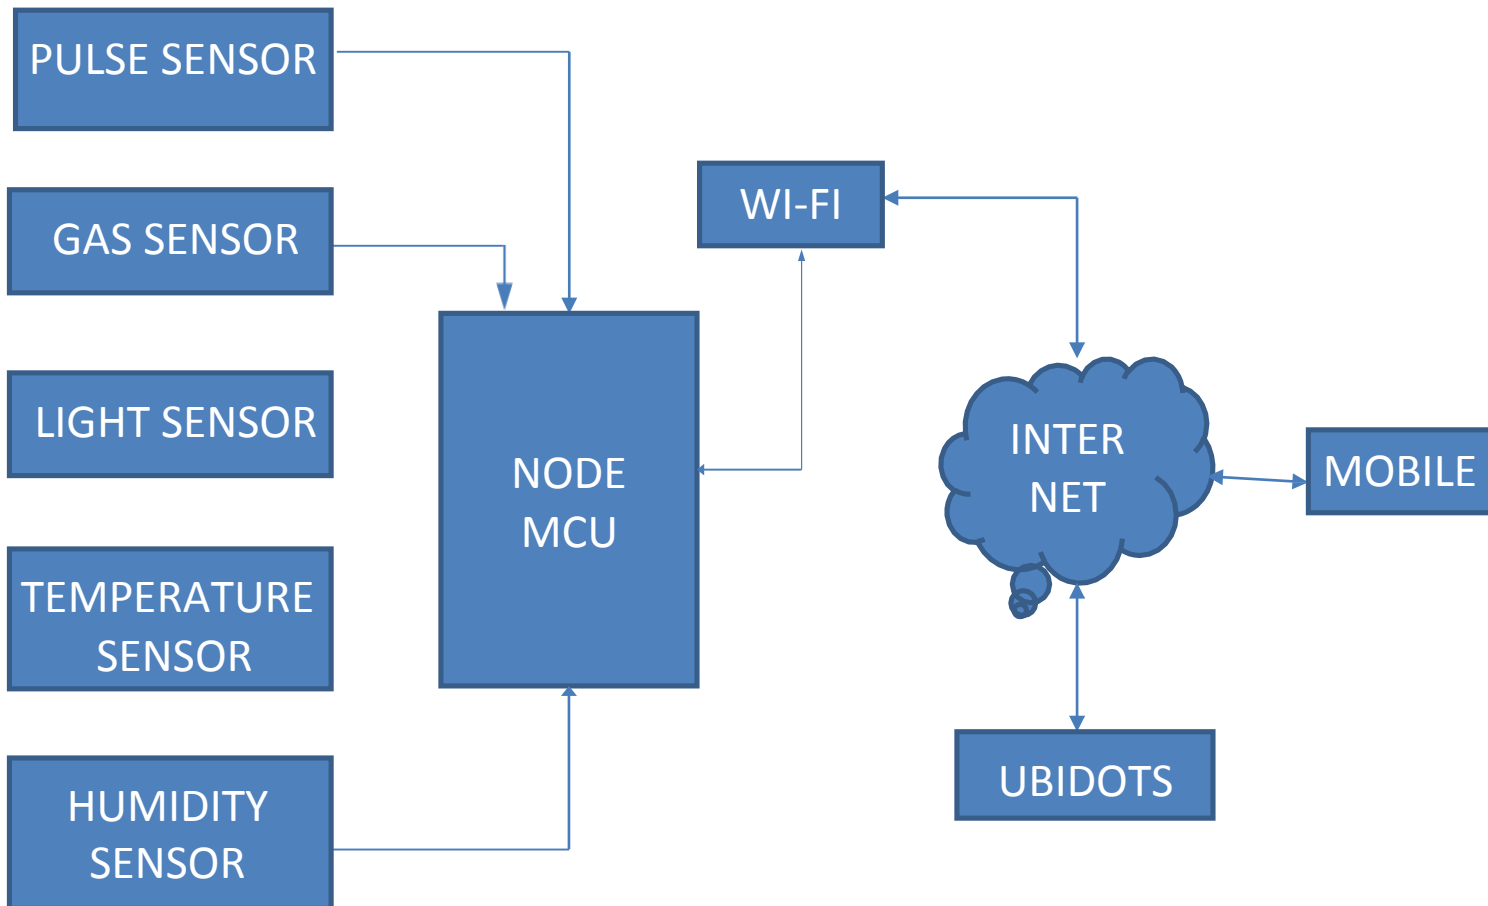 PULSE SENSOR
GAS SENSOR
LIGHT SENSOR
TEMPERATURE
SENSOR
HUMIDITY
SENSOR
NODE
MCU
WI-FI
INTER
NET
MOBILE
UBIDOTS